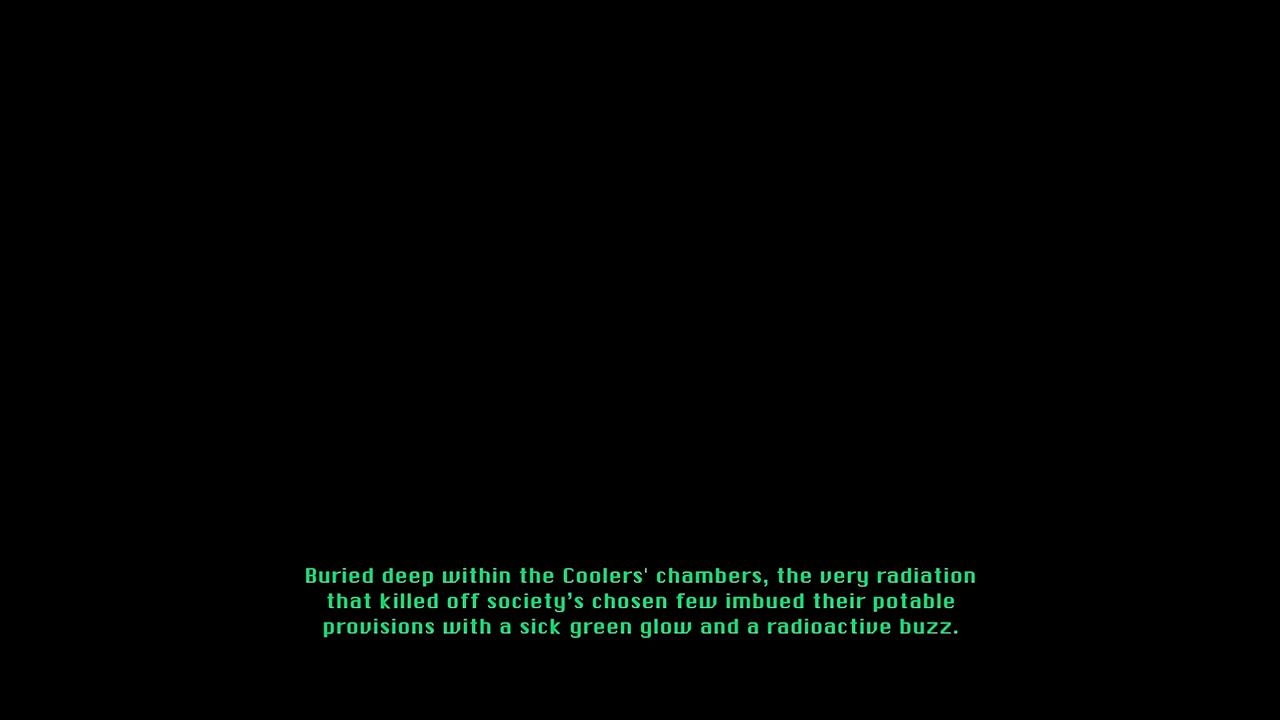 Buried deep within the Coolers' chambers, the very radiation
that killed off society’s chosen few imbued their potable
provisions with a sick green glow and a radioactive buzz.